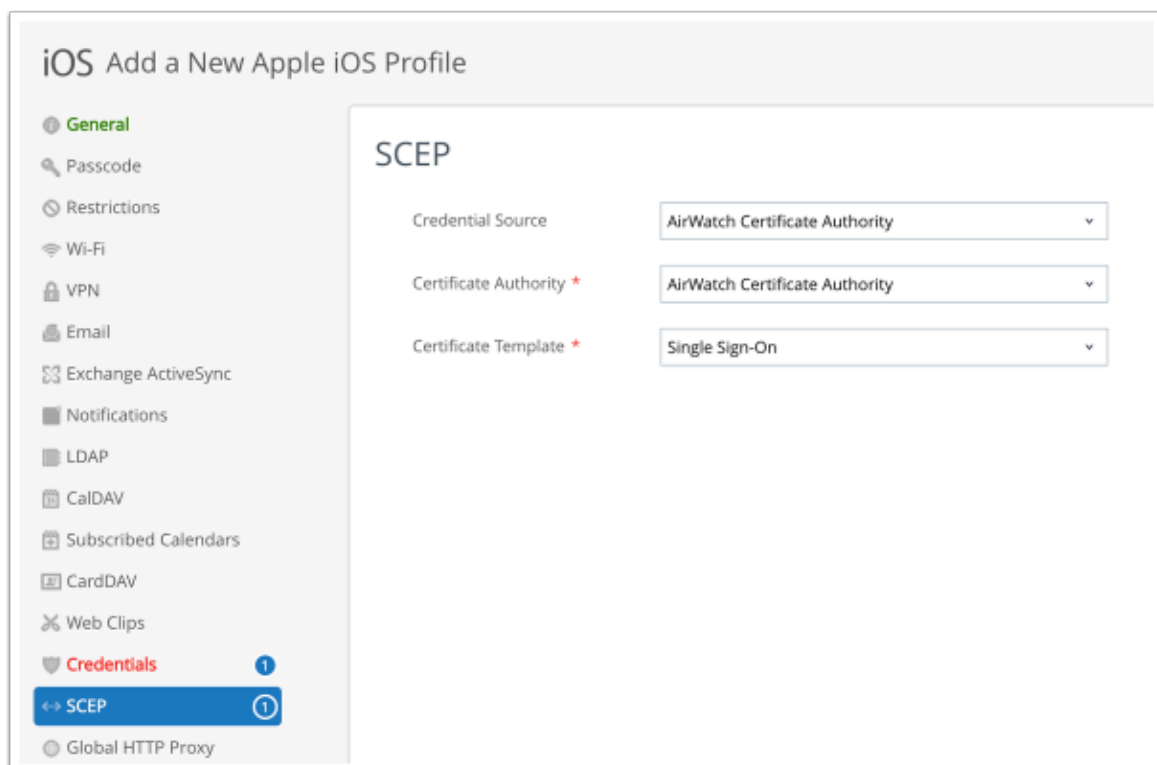 iOS Add a New Apple iOS Profile
General
Passcode
Restrictions
Wi-Fi
VPN
Email
Exchange ActiveSync
Notifications
LDAP
CalDAV
Subscribed Calendars
CardDAV
Web Clips
Credentials 1
SCEP 1
Global HTTP Proxy
SCEP
Credential Source AirWatch Certificate Authority
Certificate Authority * AirWatch Certificate Authority
Certificate Template * Single Sign-On